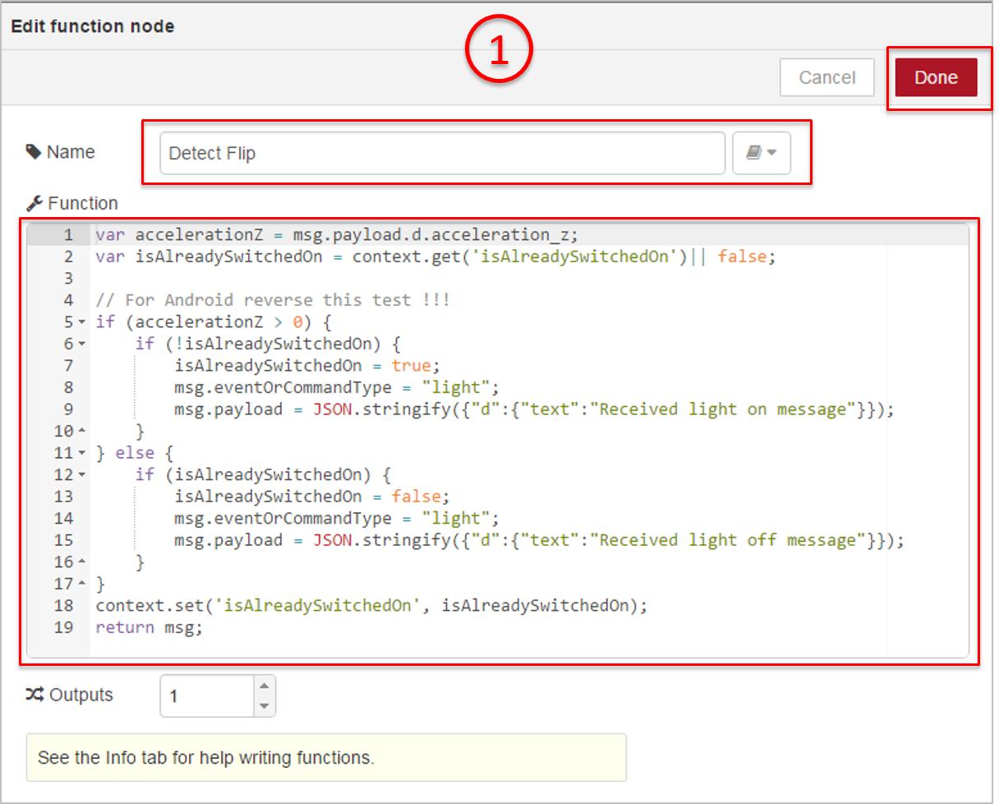 Edit function node
1
Cancel
Done
Name
Detect Flip
Function
1 var accelerationZ = msg.payload.d.acceleration_z;
2 var isAlreadySwitchedOn = context.get('isAlreadySwitchedOn')|| false;
3
4 // For Android reverse this test !!!
5 if (accelerationZ > 0) {
6     if (!isAlreadySwitchedOn) {
7         isAlreadySwitchedOn = true;
8         msg.eventOrCommandType = "light";
9         msg.payload = JSON.stringify({"d":{"text":"Received light on message"}});
10     }
11 } else {
12     if (isAlreadySwitchedOn) {
13         isAlreadySwitchedOn = false;
14         msg.eventOrCommandType = "light";
15         msg.payload = JSON.stringify({"d":{"text":"Received light off message"}});
16     }
17 }
18 context.set('isAlreadySwitchedOn', isAlreadySwitchedOn);
19 return msg;
Outputs
1
See the Info tab for help writing functions.